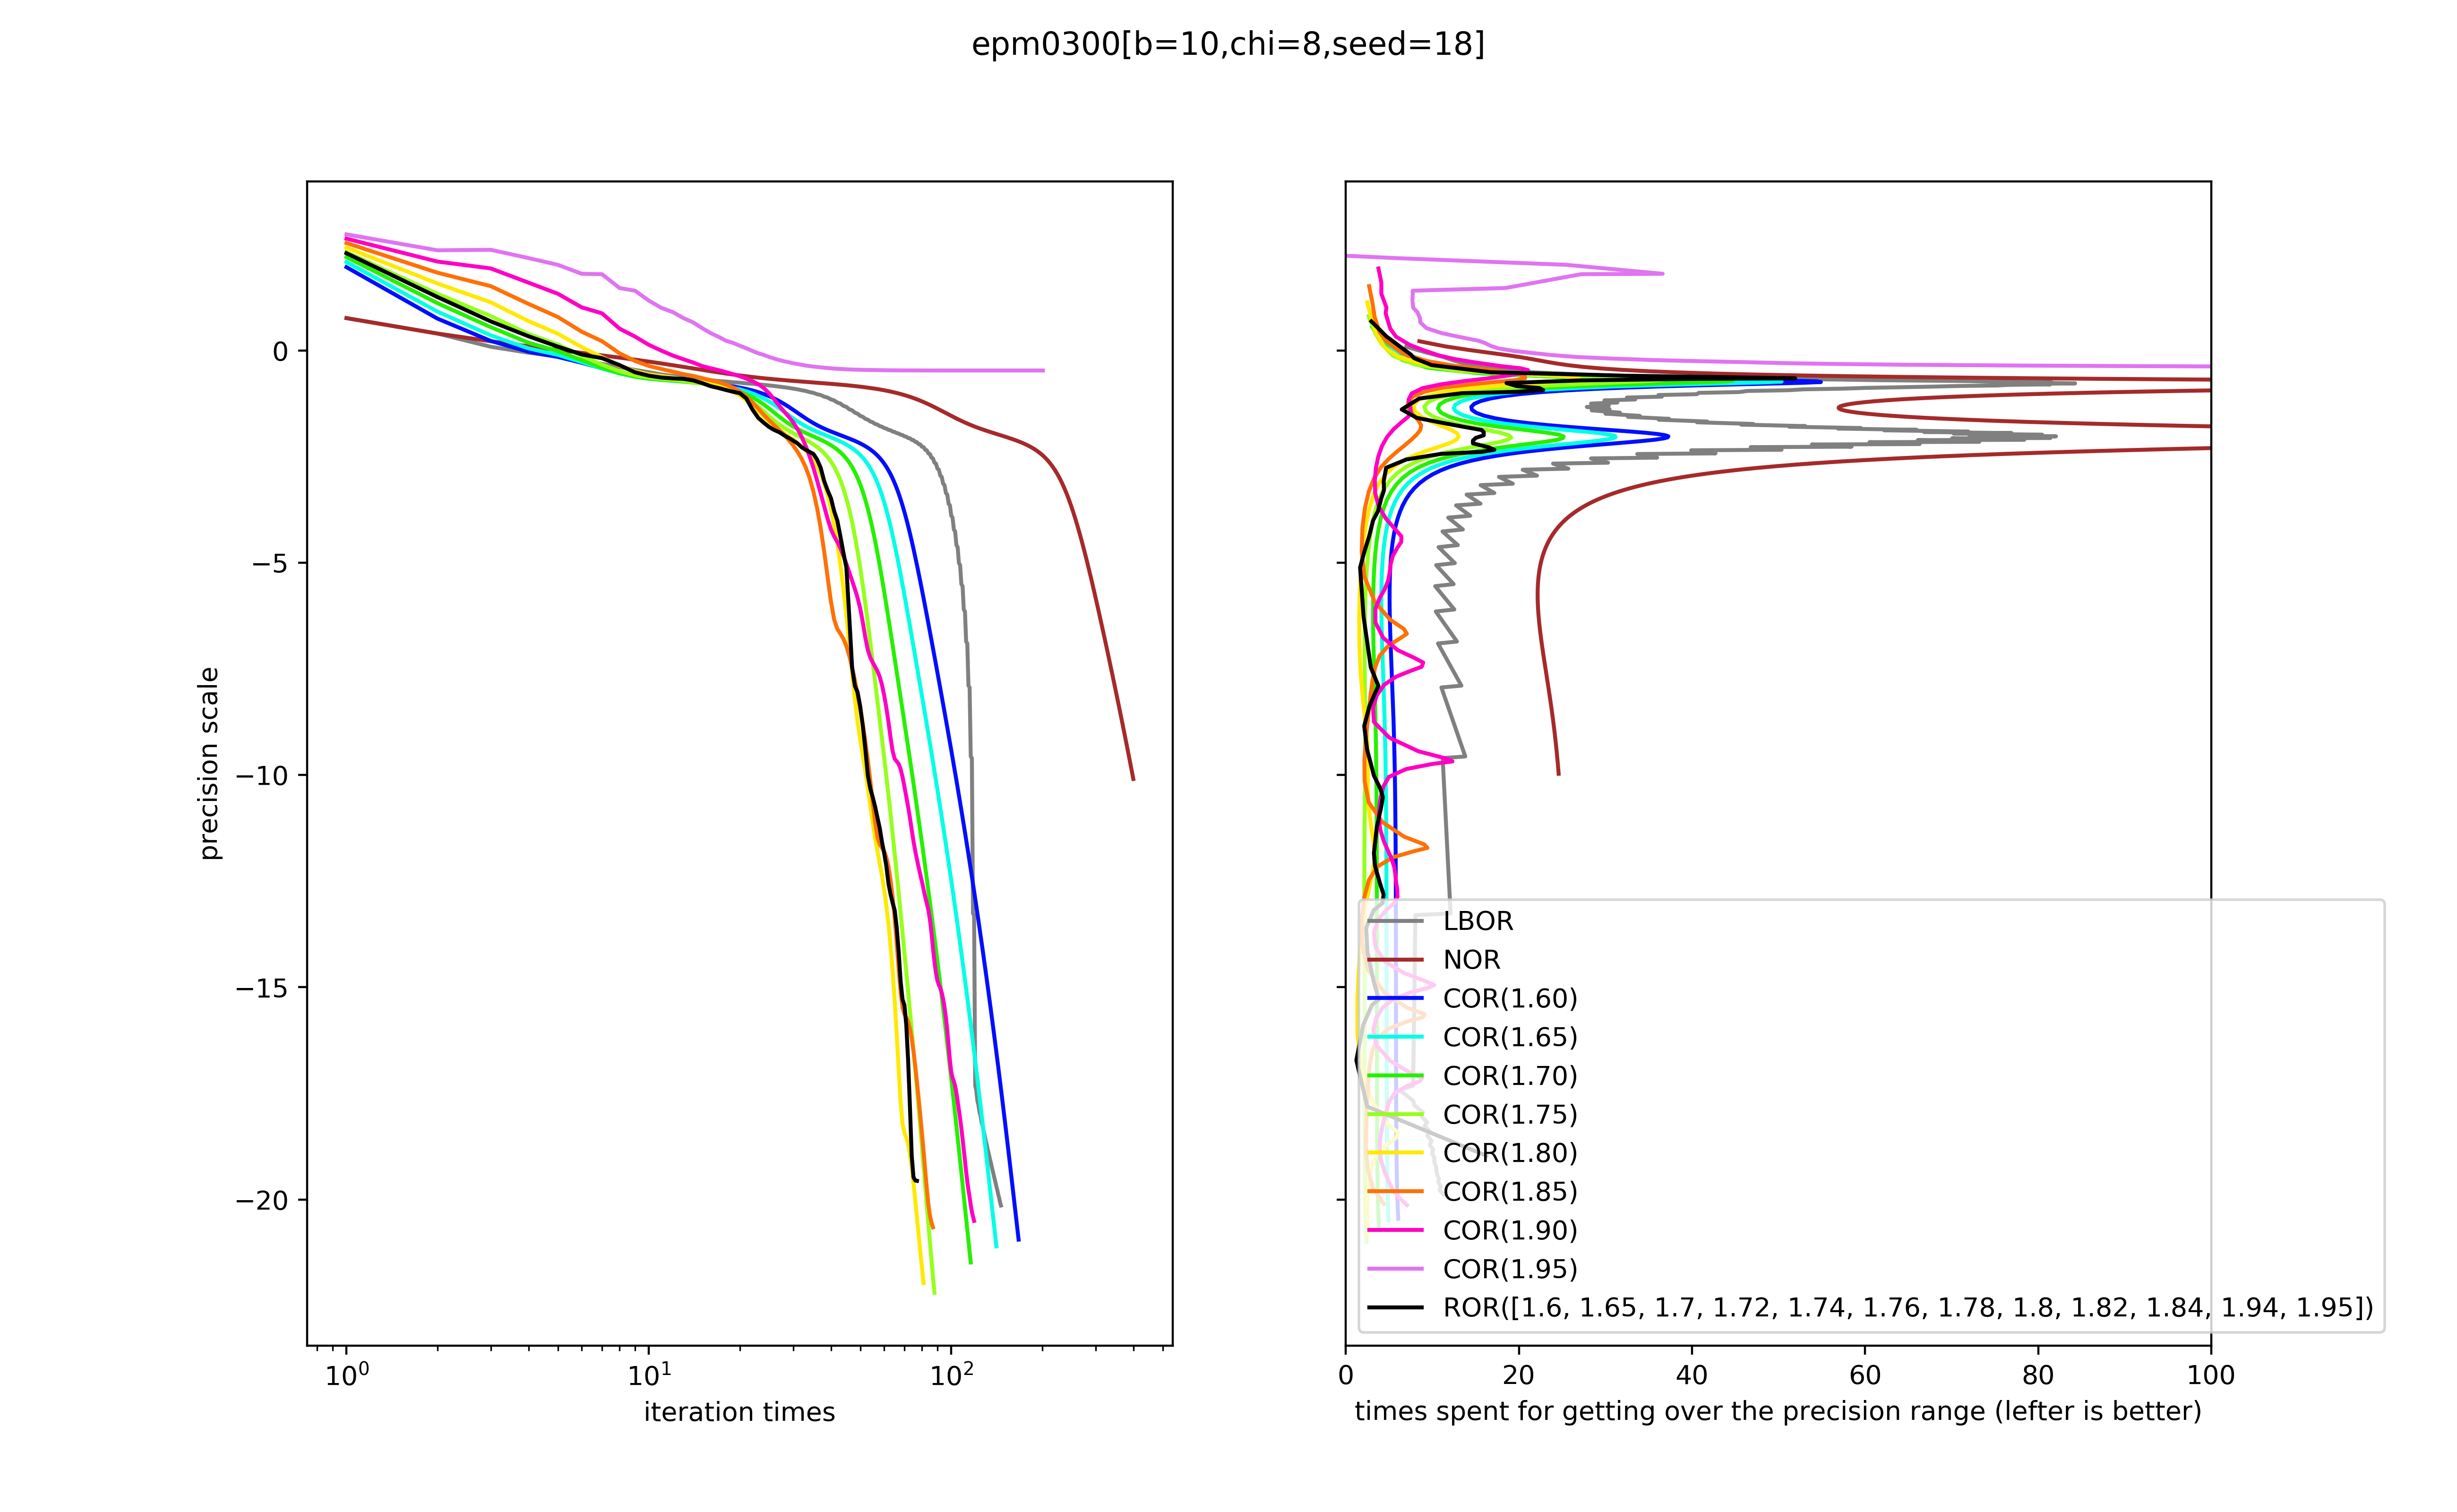 epm0300[b=10,chi=8,seed=18]
precision scale
0
−5
−10
−15
−20
10⁰
10¹
10²
iteration times
LBOR
NOR
COR(1.60)
COR(1.65)
COR(1.70)
COR(1.75)
COR(1.80)
COR(1.85)
COR(1.90)
COR(1.95)
ROR([1.6, 1.65, 1.7, 1.72, 1.74, 1.76, 1.78, 1.8, 1.82, 1.84, 1.94, 1.95])
0
20
40
60
80
100
times spent for getting over the precision range (lefter is better)